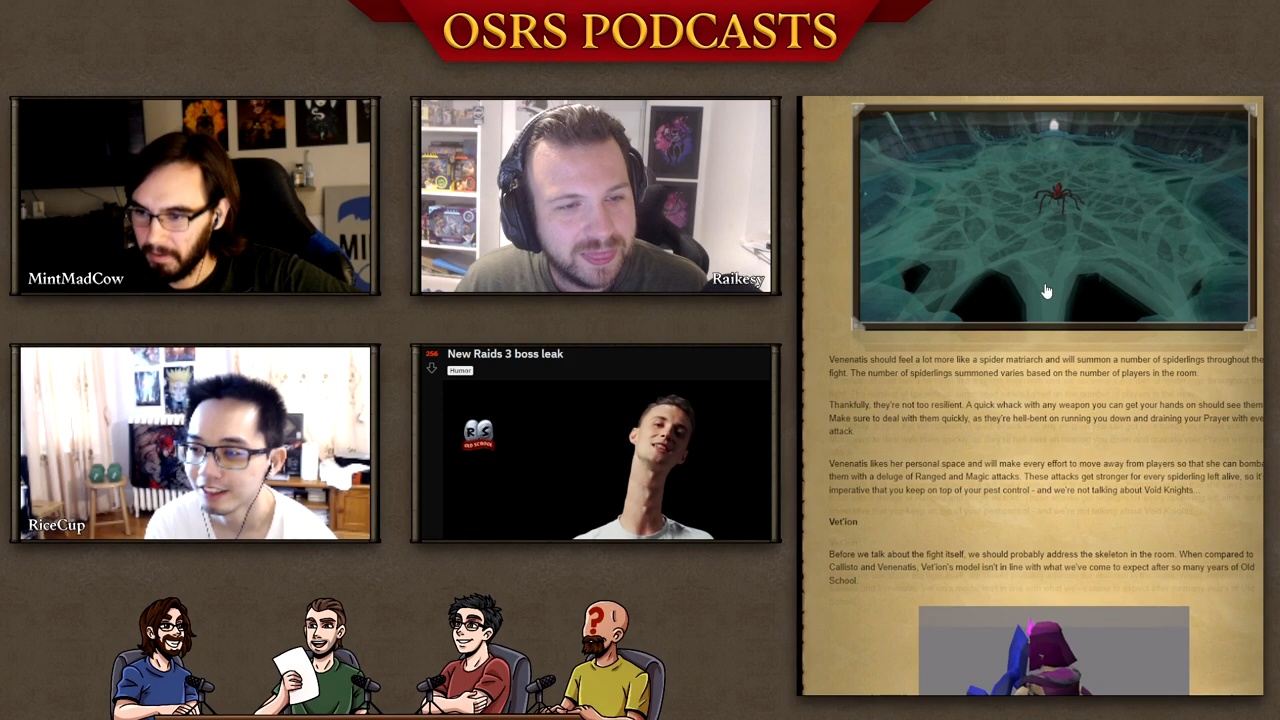 OSRS PODCASTS
MintMadCow
Raikesy
RiceCup
256
New Raids 3 boss leak
Humor
RS
OLD SCHOOL
?
Venenatis should feel a lot more like a spider matriarch and will summon a number of spiderlings throughout the
fight. The number of spiderlings summoned varies based on the number of players in the room.
Thankfully, they're not too resilient. A quick whack with any weapon you can get your hands on should see them
Make sure to deal with them quickly, as they're hell-bent on running you down and draining your Prayer with eve
attack.
Venenatis likes her personal space and will make every effort to move away from players so that she can bomba
them with a deluge of Ranged and Magic attacks. These attacks get stronger for every spiderling left alive, so it
imperative that you keep on top of your pest control - and we're not talking about Void Knights...
Vet'ion
Before we talk about the fight itself, we should probably address the skeleton in the room. When compared to
Callisto and Venenatis, Vet'ion's model isn't in line with what we've come to expect after so many years of Old
School.